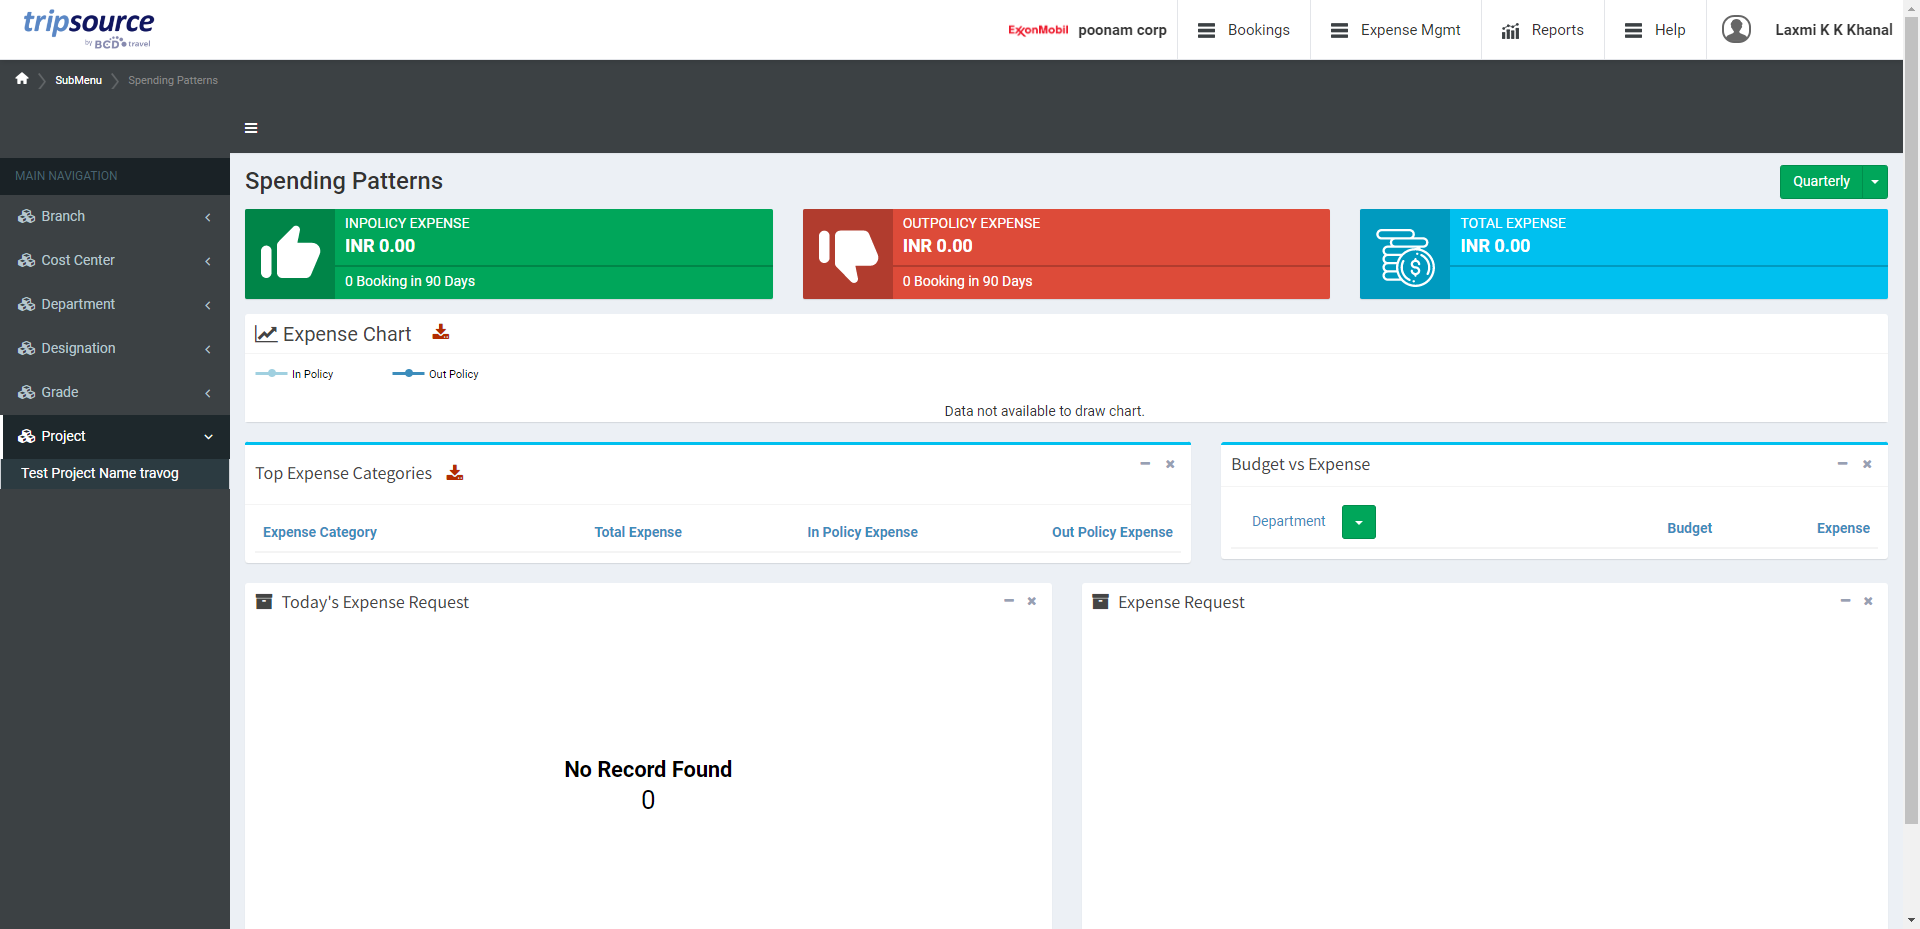 tripsource
by BCD travel
ExxonMobil poonam corp
Bookings
Expense Mgmt
Reports
Help
Laxmi K K Khanal
SubMenu
Spending Patterns
MAIN NAVIGATION
Branch
Cost Center
Department
Designation
Grade
Project
Test Project Name travog
Spending Patterns
Quarterly
INPOLICY EXPENSE
INR 0.00
0 Booking in 90 Days
OUTPOLICY EXPENSE
INR 0.00
0 Booking in 90 Days
TOTAL EXPENSE
INR 0.00
Expense Chart
In Policy
Out Policy
Data not available to draw chart.
Top Expense Categories
Expense Category Total Expense In Policy Expense Out Policy Expense
Budget vs Expense
Department Budget Expense
Today's Expense Request
No Record Found
0
Expense Request